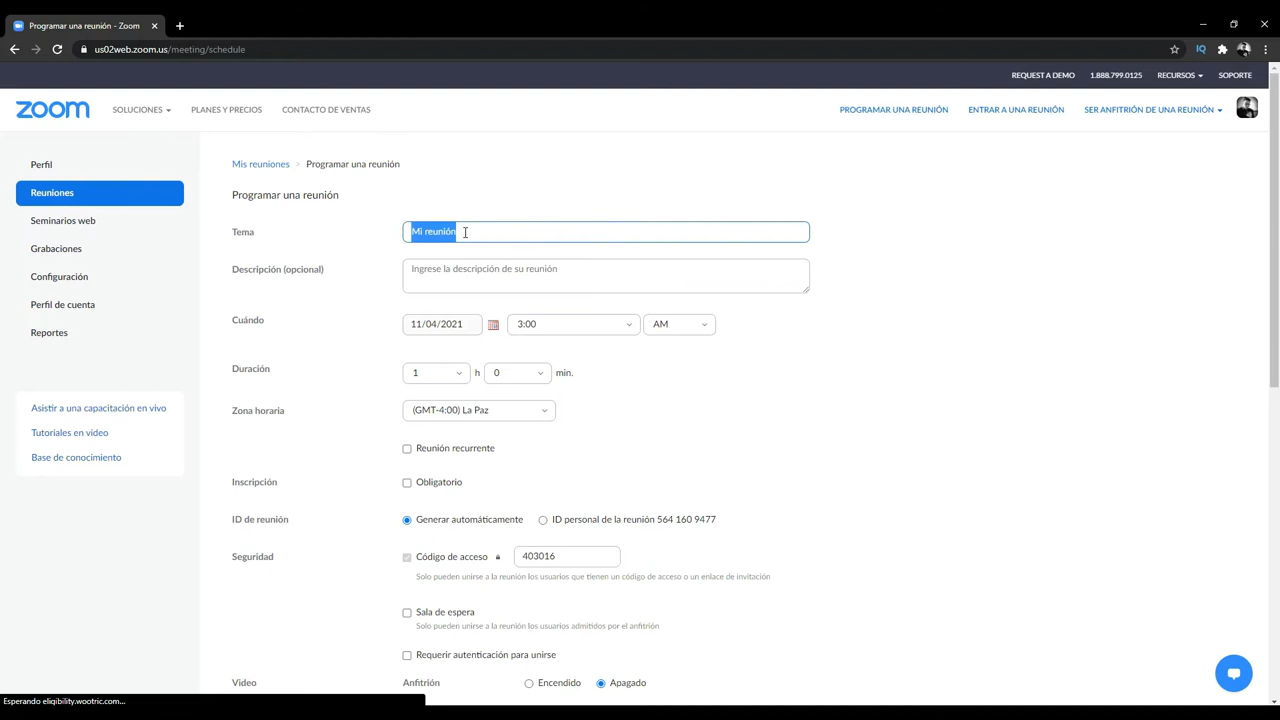 Programar una reunión - Zoom
us02web.zoom.us/meeting/schedule
IQ
REQUEST A DEMO 1.888.799.0125 RECURSOS SOPORTE
zoom SOLUCIONES PLANES Y PRECIOS CONTACTO DE VENTAS PROGRAMAR UNA REUNIÓN ENTRAR A UNA REUNIÓN SER ANFITRIÓN DE UNA REUNIÓN
Perfil
Reuniones
Seminarios web
Grabaciones
Configuración
Perfil de cuenta
Reportes
Asistir a una capacitación en vivo
Tutoriales en video
Base de conocimiento
Mis reuniones > Programar una reunión
Programar una reunión
Tema Mi reunión
Descripción (opcional) Ingrese la descripción de su reunión
Cuándo 11/04/2021 3:00 AM
Duración 1 h 0 min.
Zona horaria (GMT-4:00) La Paz
Reunión recurrente
Inscripción Obligatorio
ID de reunión Generar automáticamente ID personal de la reunión 564 160 9477
Seguridad Código de acceso 403016
Solo pueden unirse a la reunión los usuarios que tienen un código de acceso o un enlace de invitación
Sala de espera
Solo pueden unirse a la reunión los usuarios admitidos por el anfitrión
Requerir autenticación para unirse
Video Anfitrión Encendido Apagado
Esperando eligibility.wootric.com...